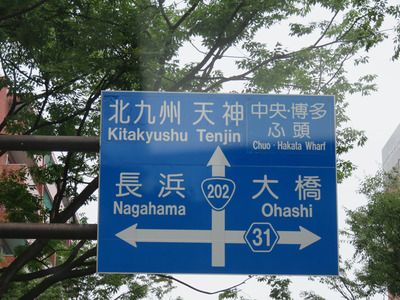 北九州 天神
Kitakyushu Tenjin
中央・博多
ふ頭
Chuo · Hakata Wharf
長浜
Nagahama
202
大橋
Ohashi
31